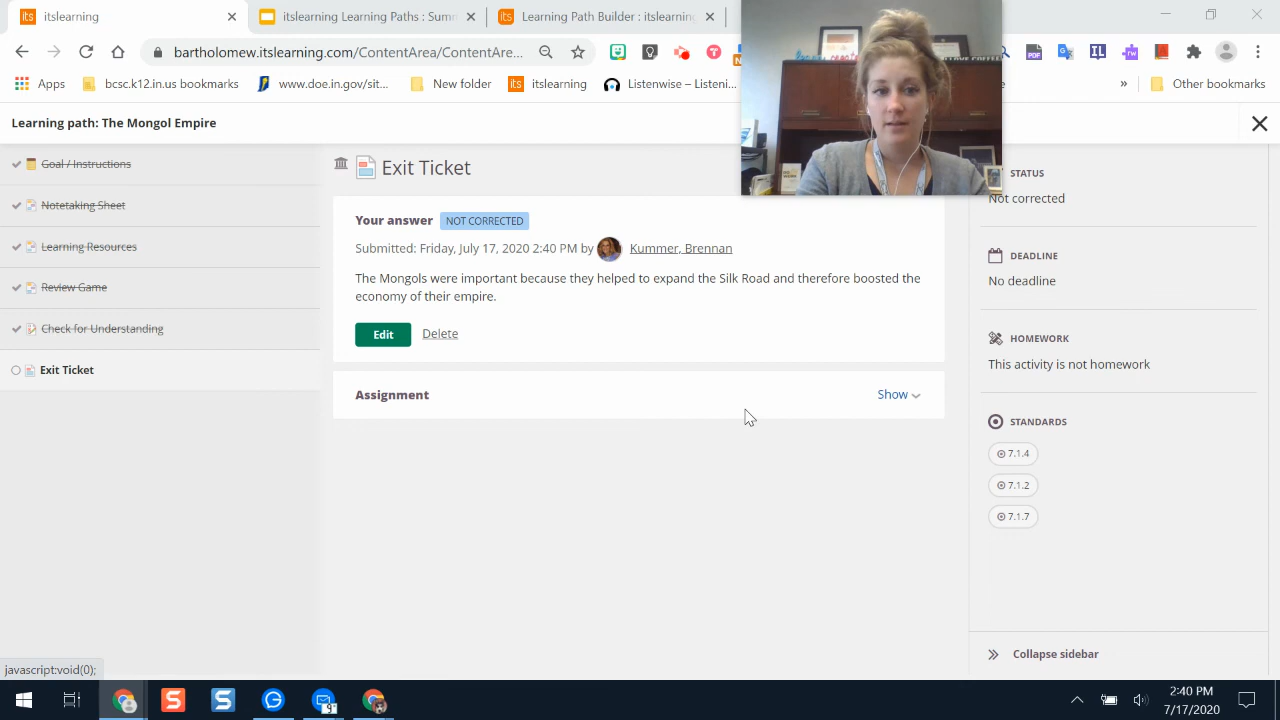 itslearning
itslearning Learning Paths : Sum
Learning Path Builder : itslearning
bartholomew.itslearning.com/ContentArea/ContentAre...
Apps
bcsc.k12.in.us bookmarks
www.doe.in.gov/sit...
New folder
itslearning
Listenwise – Listeni...
»
Other bookmarks
Learning path: The Mongol Empire
Goal / Instructions
Notetaking Sheet
Learning Resources
Review Game
Check for Understanding
Exit Ticket
Exit Ticket
Your answer NOT CORRECTED
Submitted: Friday, July 17, 2020 2:40 PM by Kummer, Brennan
The Mongols were important because they helped to expand the Silk Road and therefore boosted the
economy of their empire.
Edit Delete
Assignment Show
STATUS
Not corrected
DEADLINE
No deadline
HOMEWORK
This activity is not homework
STANDARDS
7.1.4
7.1.2
7.1.7
Collapse sidebar
javascript:void(0);
2:40 PM
7/17/2020